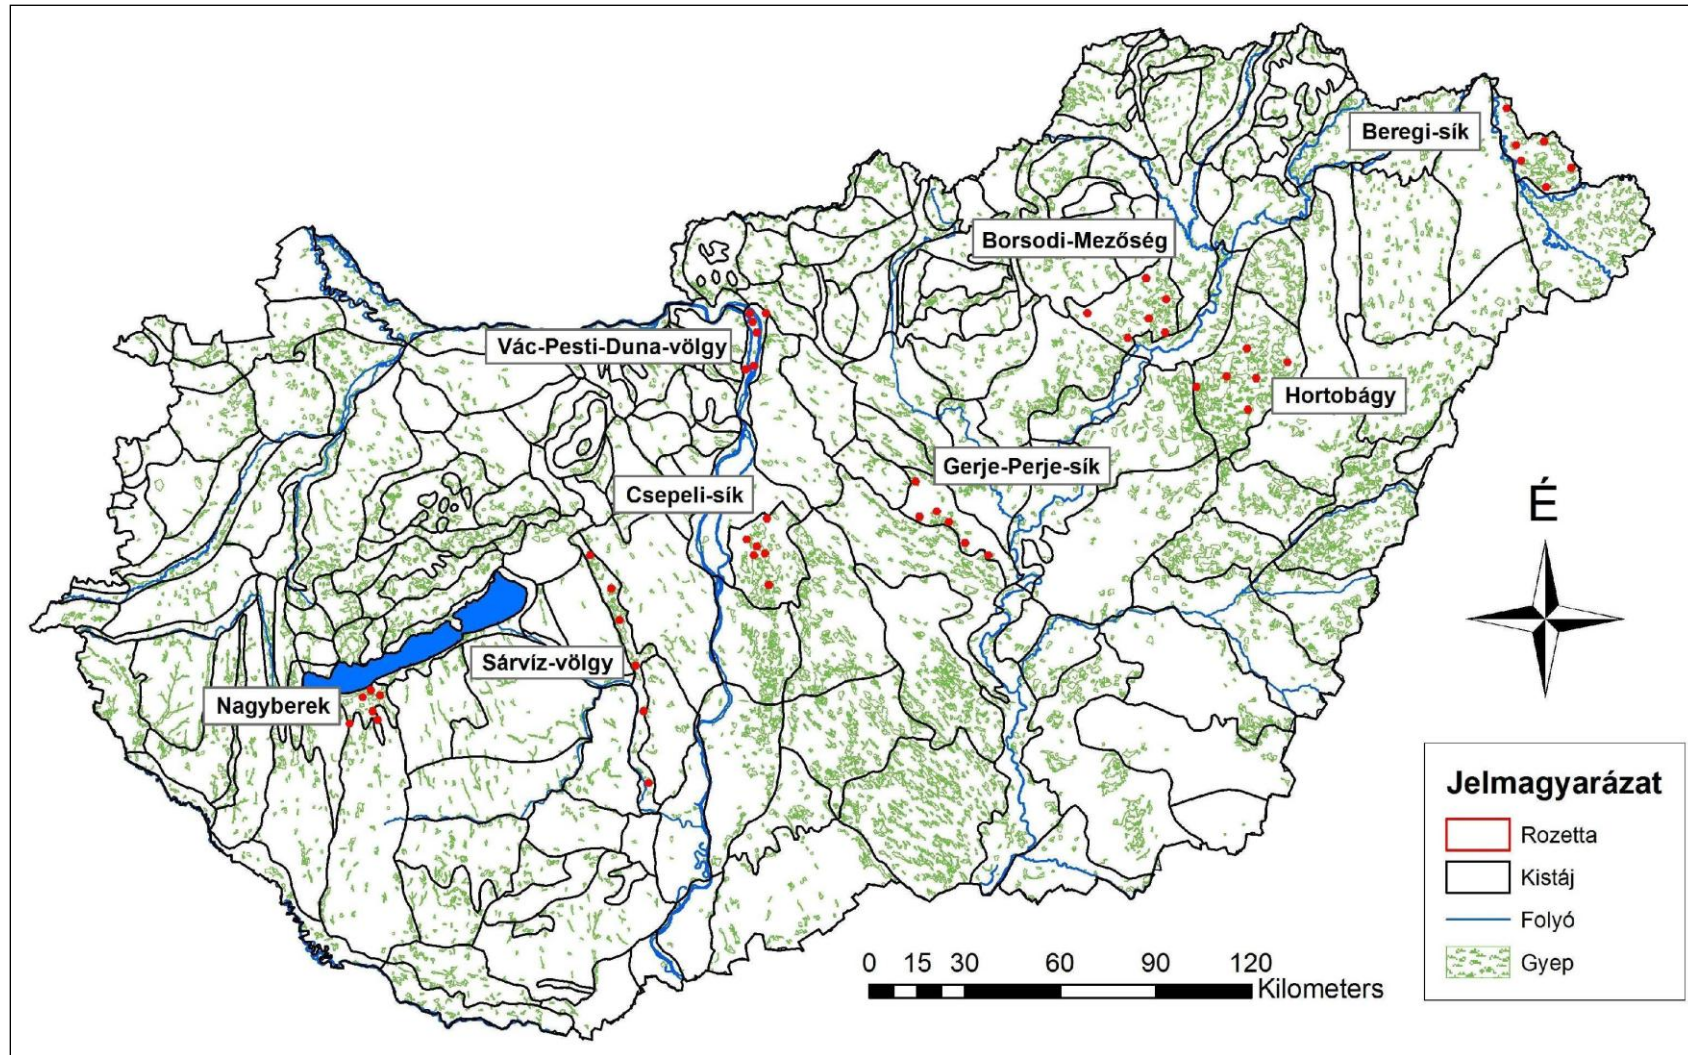 Beregi-sík
Borsodi-Mezőség
Vác-Pesti-Duna-völgy
Hortobágy
Gerje-Perje-sík
Csepeli-sík
É
Sárvíz-völgy
Nagyberek
Jelmagyarázat
Rozetta
Kistáj
Folyó
Gyep
0 15 30 60 90 120
Kilometers